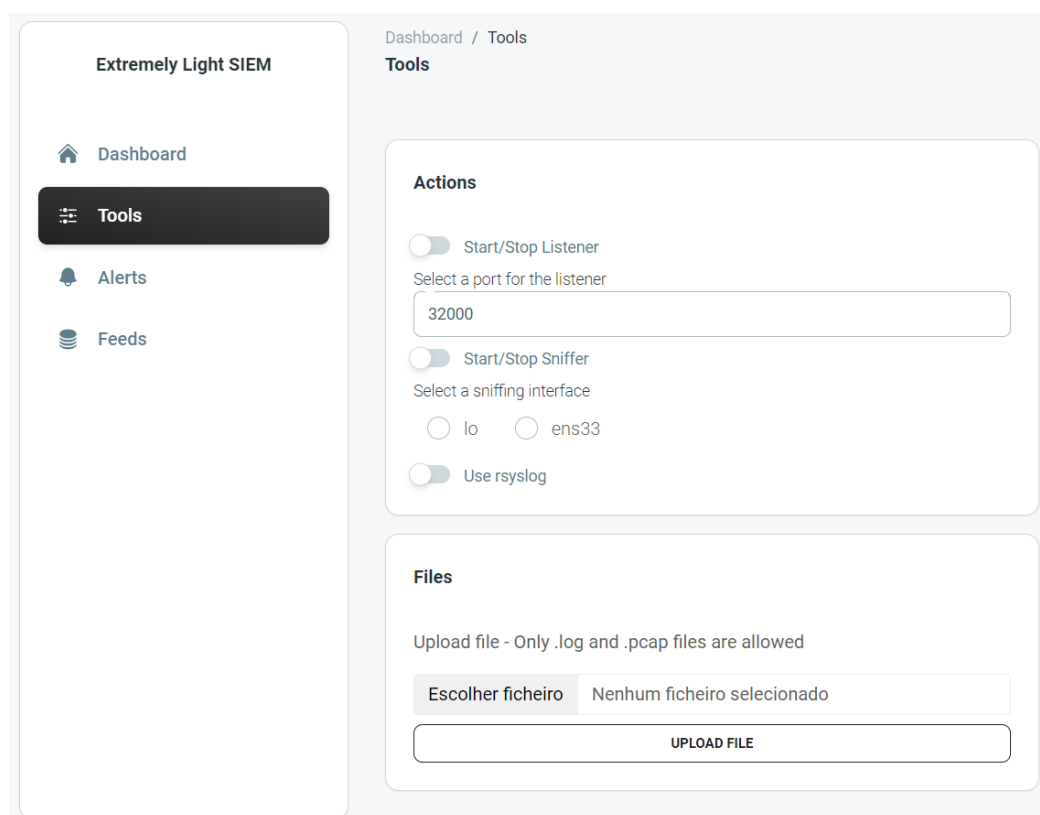 Extremely Light SIEM
Dashboard
Tools
Alerts
Feeds
Dashboard / Tools
Tools
Actions
Start/Stop Listener
Select a port for the listener
32000
Start/Stop Sniffer
Select a sniffing interface
lo ens33
Use rsyslog
Files
Upload file - Only .log and .pcap files are allowed
Escolher ficheiro Nenhum ficheiro selecionado
UPLOAD FILE